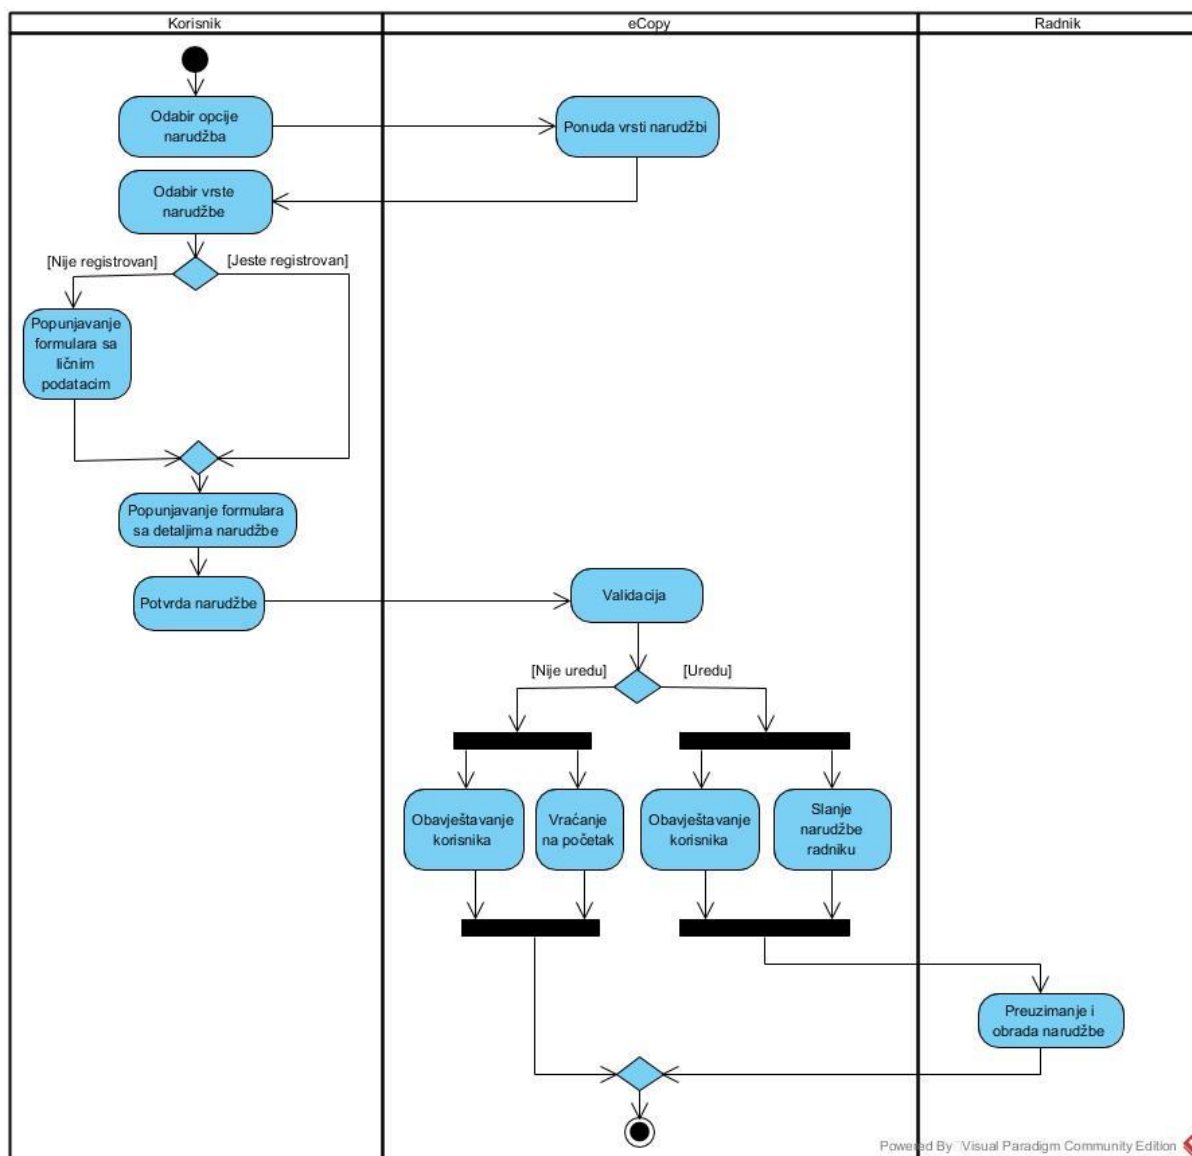 Korisnik
eCopy
Radnik
Odabir opcije
narudžba
Ponuda vrsti narudžbi
Odabir vrste
narudžbe
[Nije registrovan]
[Jeste registrovan]
Popunjavanje
formulara sa
ličnim
podatacim
Popunjavanje formulara
sa detaljima narudžbe
Potvrda narudžbe
Validacija
[Nije uredu]
[Uredu]
Obavještavanje
korisnika
Vraćanje
na početak
Obavještavanje
korisnika
Slanje
narudžbe
radniku
Preuzimanje i
obrada narudžbe
Powered By Visual Paradigm Community Edition